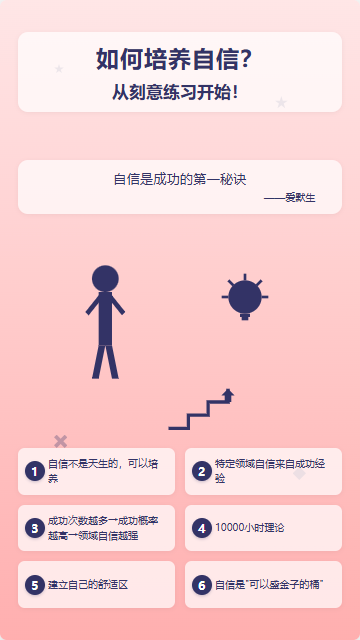 如何培养自信？
从刻意练习开始！
自信是成功的第一秘诀
——爱默生
1 自信不是天生的，可以培
养
2 特定领域自信来自成功经
验
3 成功次数越多→成功概率
越高→领域自信越强
4 10000小时理论
5 建立自己的舒适区
6 自信是"可以盛金子的桶"